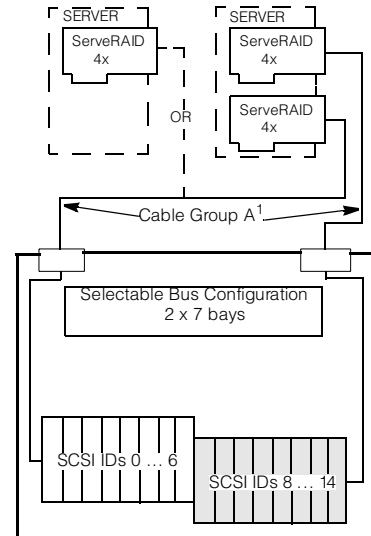 SERVER
ServeRAID
4x
SERVER
ServeRAID
4x
ServeRAID
4x
OR
Cable Group A1
Selectable Bus Configuration
2 x 7 bays
SCSI IDs 0 ... 6
SCSI IDs 8 ... 14